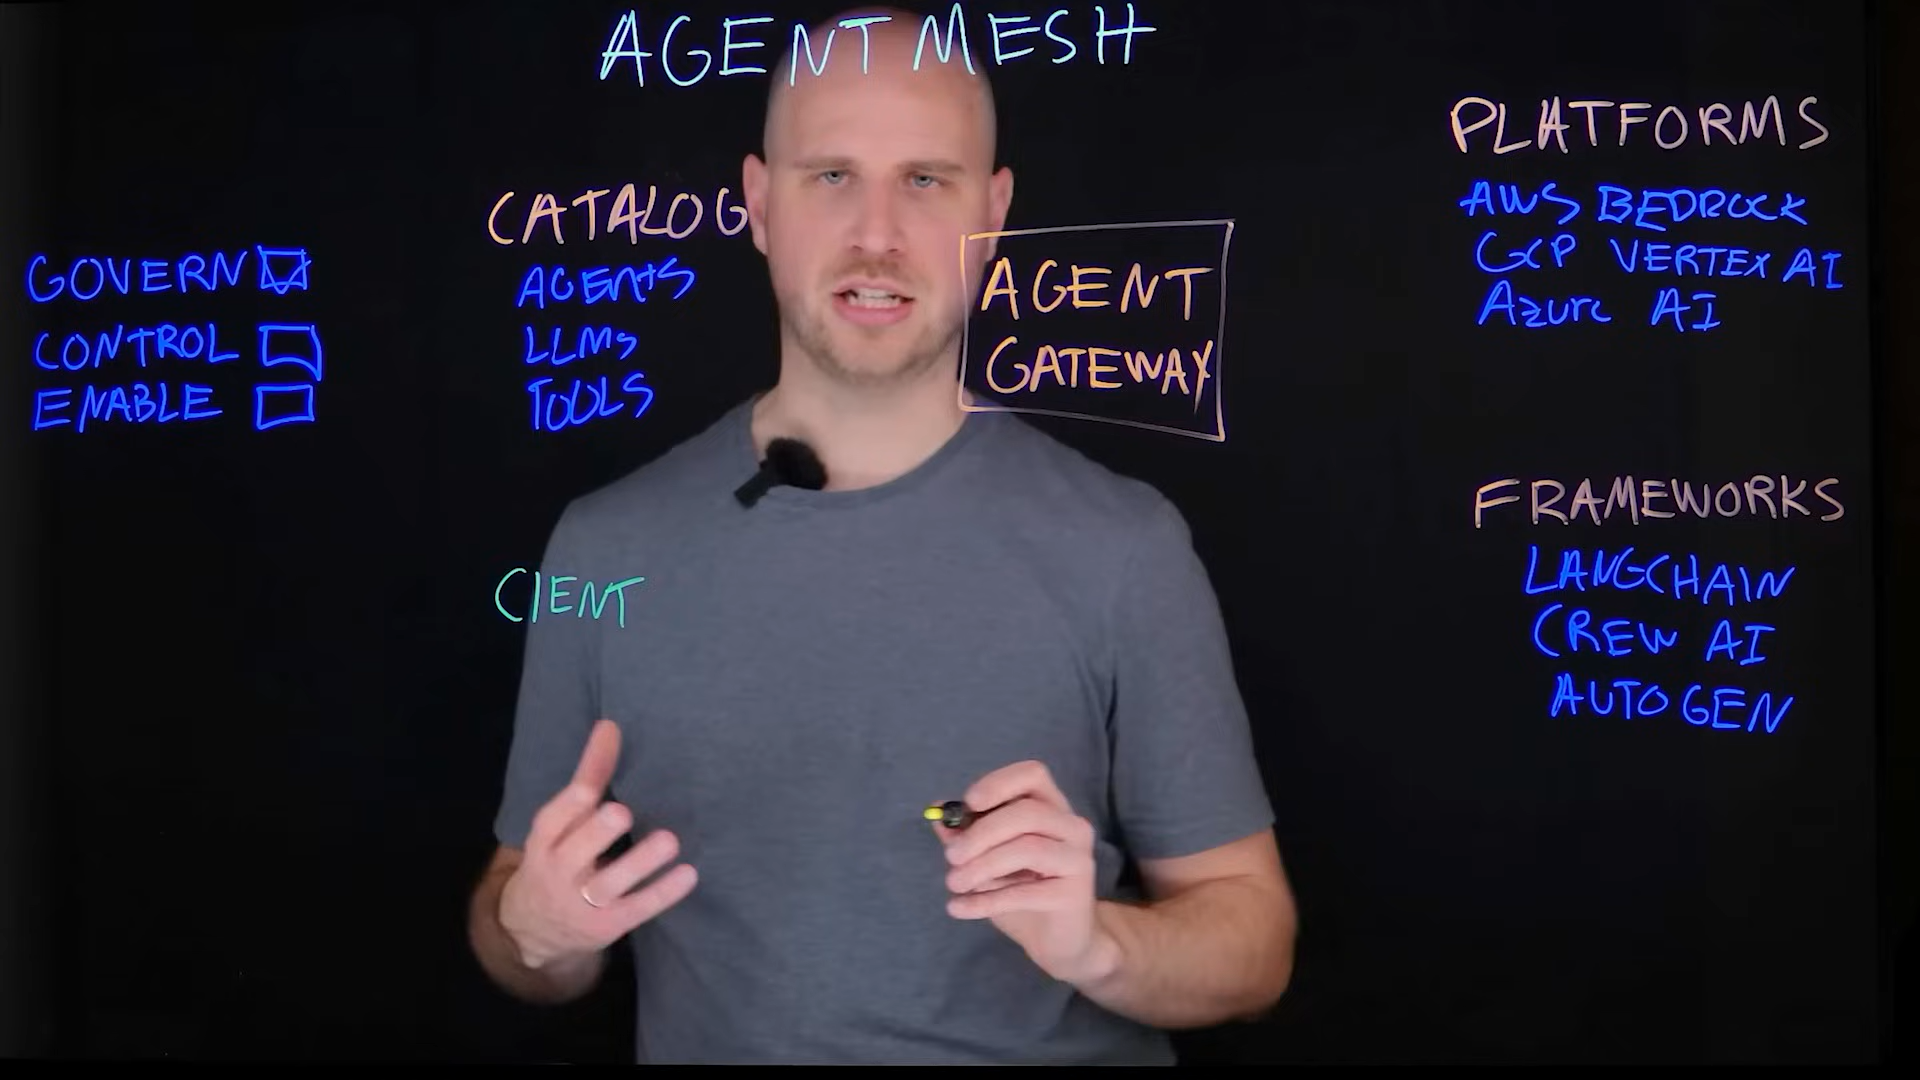 AGENT MESH
GOVERN
CONTROL
ENABLE
CATALOG
AGENTS
LLMs
TOOLS
CIENT
AGENT
GATEWAY
PLATFORMS
AWS BEDROCK
GCP VERTEX AI
Azure AI
FRAMEWORKS
LANGCHAIN
CREW AI
AUTOGEN